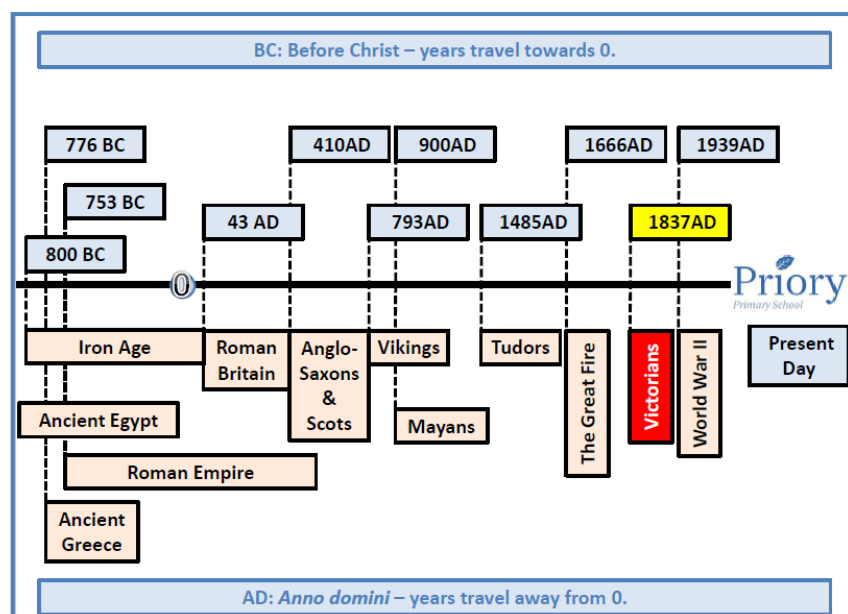 BC: Before Christ – years travel towards 0.
776 BC
410AD
900AD
1666AD
1939AD
753 BC
43 AD
793AD
1485AD
1837AD
800 BC
0
Priory
Primary School
Iron Age
Roman
Britain
Anglo-
Saxons
&
Scots
Vikings
Tudors
The Great Fire
Victorians
World War II
Present
Day
Ancient Egypt
Mayans
Roman Empire
Ancient
Greece
AD: Anno domini – years travel away from 0.